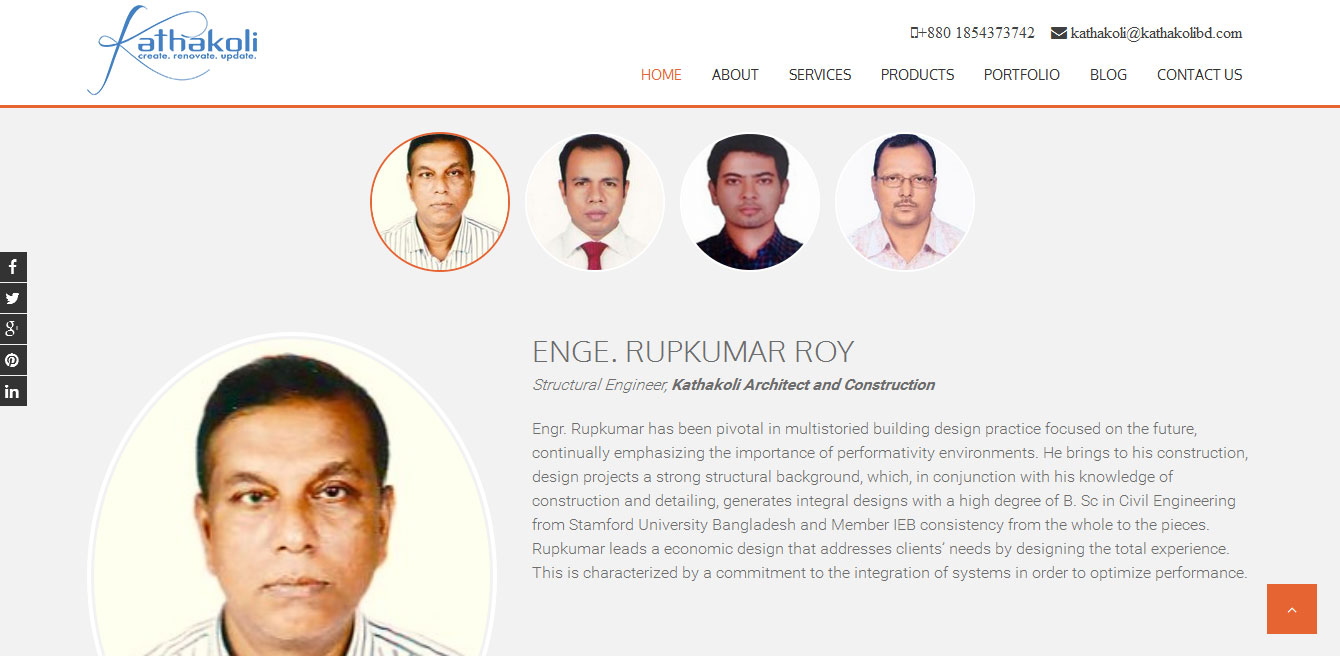 Kathakoli
create. renovate. update.
+880 1854373742 kathakoli@kathakolibd.com
HOME ABOUT SERVICES PRODUCTS PORTFOLIO BLOG CONTACT US
ENGE. RUPKUMAR ROY
Structural Engineer, Kathakoli Architect and Construction
Engr. Rupkumar has been pivotal in multistoried building design practice focused on the future,
continually emphasizing the importance of performativity environments. He brings to his construction,
design projects a strong structural background, which, in conjunction with his knowledge of
construction and detailing, generates integral designs with a high degree of B. Sc in Civil Engineering
from Stamford University Bangladesh and Member IEB consistency from the whole to the pieces.
Rupkumar leads a economic design that addresses clients’ needs by designing the total experience.
This is characterized by a commitment to the integration of systems in order to optimize performance.